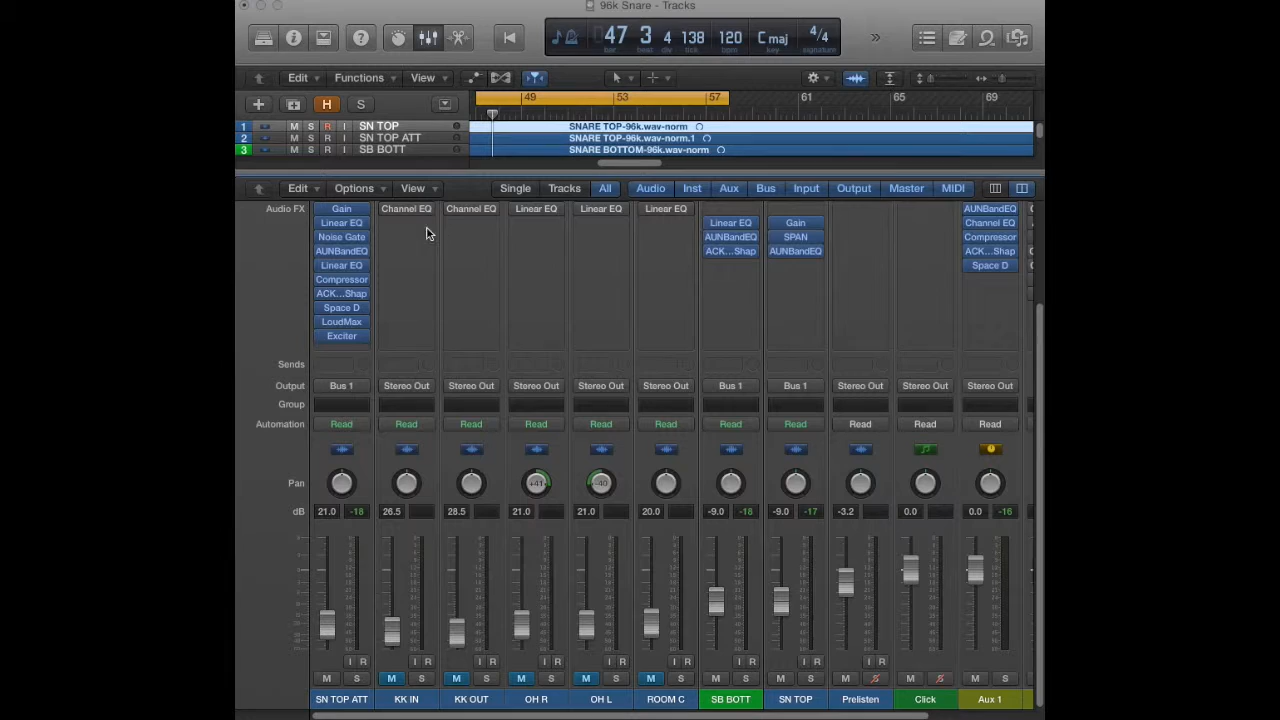 96k Snare - Tracks
47 3 4 138 120 C maj 4/4
bar beat div tick bpm key signature
Edit Functions View
H S 49 53 57 61 65 69
1 M S R I SN TOP SNARE TOP-96k.wav-norm
2 M S R I SN TOP ATT SNARE TOP-96k.wav-norm.1
3 M S R I SB BOTT SNARE BOTTOM-96k.wav-norm
Edit Options View Single Tracks All Audio Inst Aux Bus Input Output Master MIDI
Audio FX Gain Channel EQ Channel EQ Linear EQ Linear EQ Linear EQ AUNBandEQ
Linear EQ Linear EQ Gain Channel EQ
Noise Gate AUNBandEQ SPAN Compressor
AUNBandEQ ACK...Shap AUNBandEQ ACK...Shap
Linear EQ Space D
Compressor
ACK...Shap
Space D
LoudMax
Exciter
Sends
Output Bus 1 Stereo Out Stereo Out Stereo Out Stereo Out Stereo Out Bus 1 Bus 1 Stereo Out Stereo Out Stereo Out
Group
Automation Read Read Read Read Read Read Read Read Read Read Read
Pan +41 -40
dB 21.0 -18 26.5 28.5 21.0 21.0 20.0 -9.0 -18 -9.0 -17 -3.2 0.0 0.0 -16
I R I R I R I R I R I R I R I R I R
M S M S M S M S M S M S M S M S M S M S M S
SN TOP ATT KK IN KK OUT OH R OH L ROOM C SB BOTT SN TOP Prelisten Click Aux 1